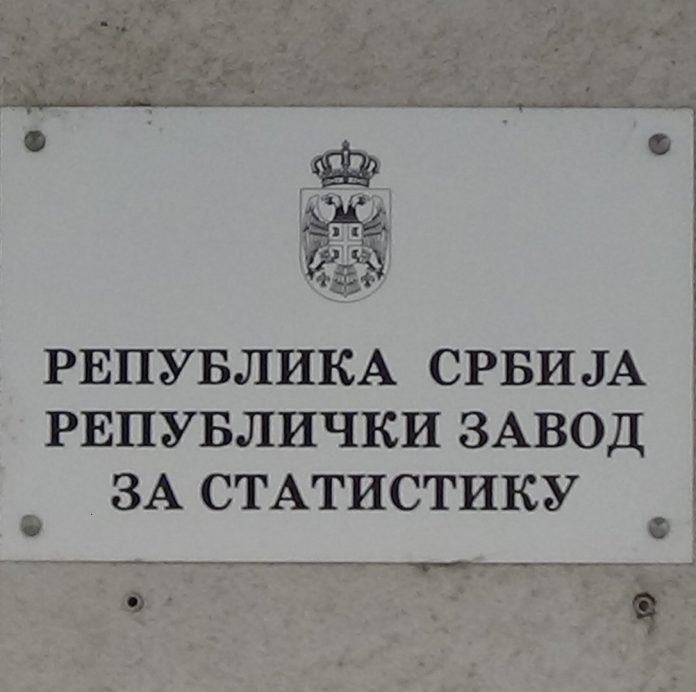 РЕПУБЛИКА СРБИЈА
РЕПУБЛИЧКИ ЗАВОД
ЗА СТАТИСТИКУ